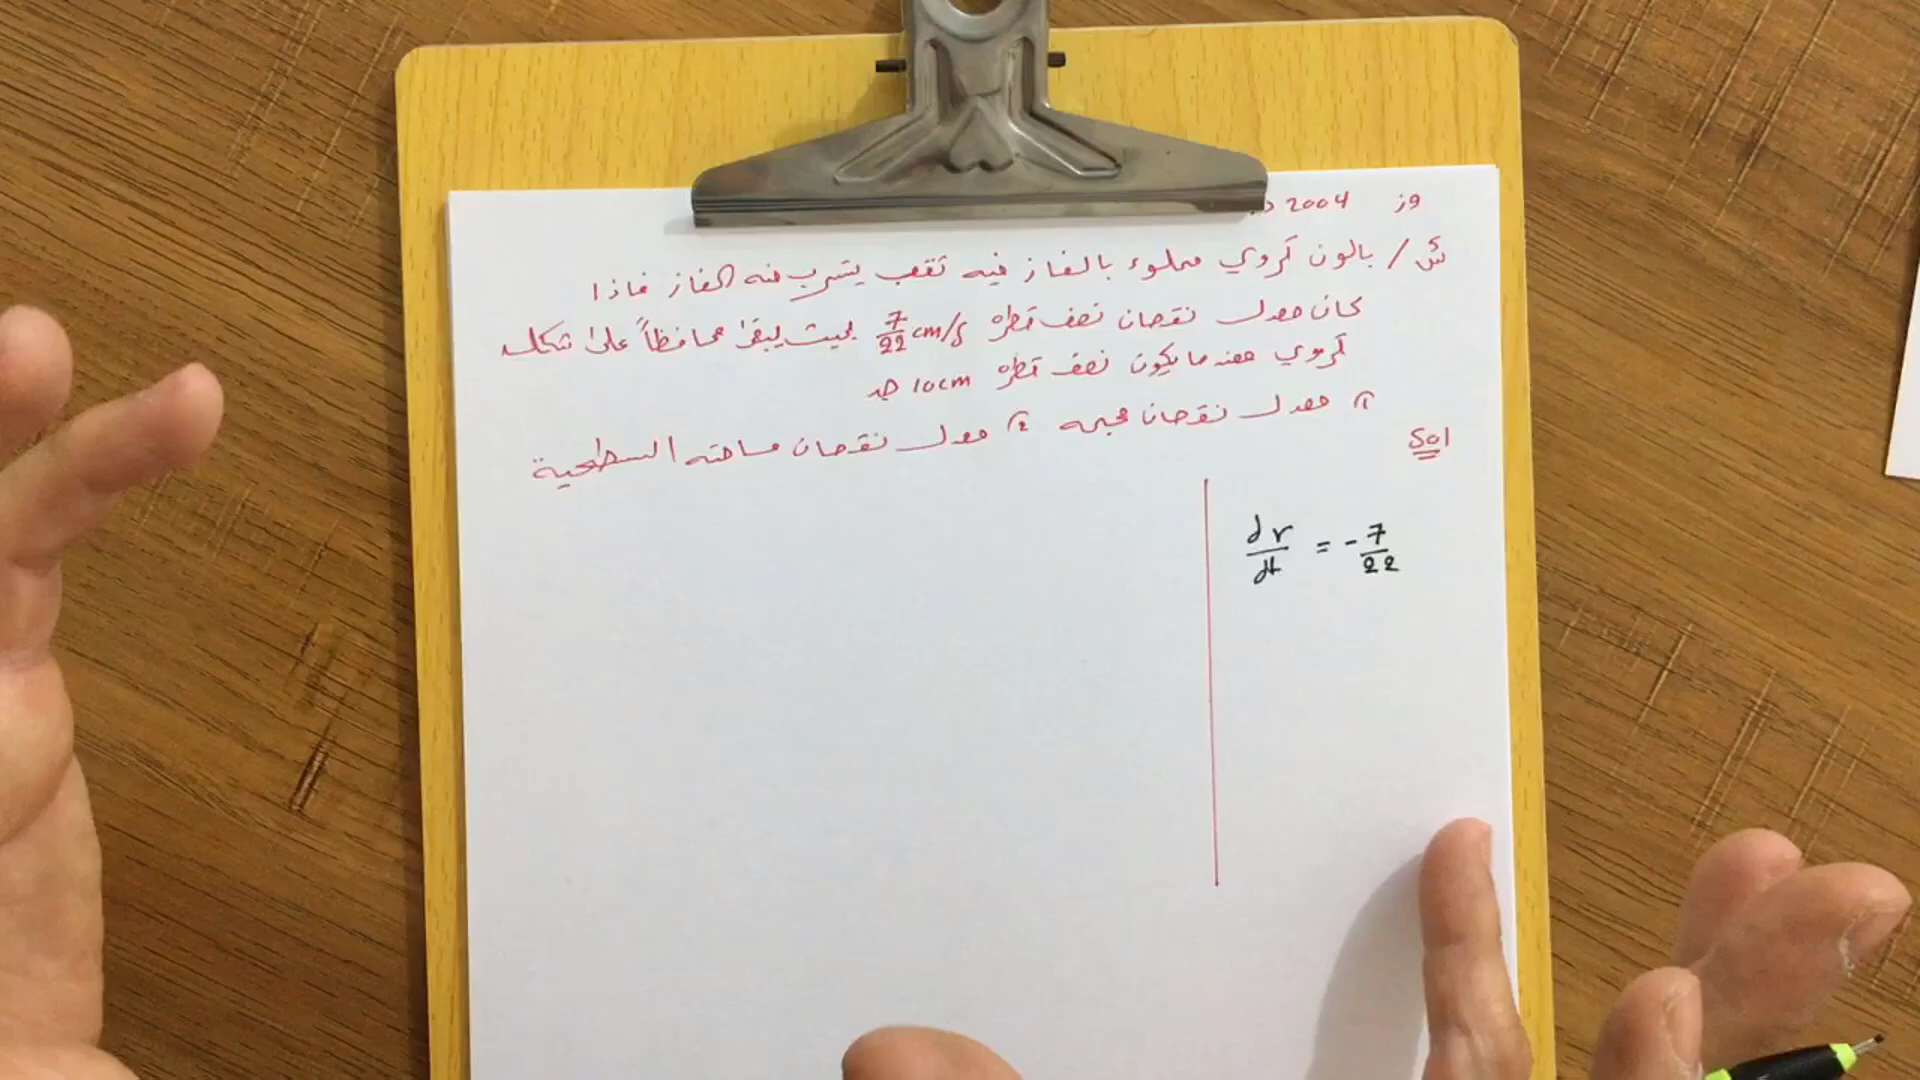 وز 2004
س/ بالون كروي مملوء بالغاز فيه ثقب يتسرب منه الغاز فاذا
كان معدل نقصان نصف قطره 7/22 cm/s بحيث يبقى محافظاً على شكله
كروي عندما يكون نصف قطره 10cm جد
1) معدل نقصان حجمه 2) معدل نقصان مساحته السطحية
Sol
dr/dt = -7/22